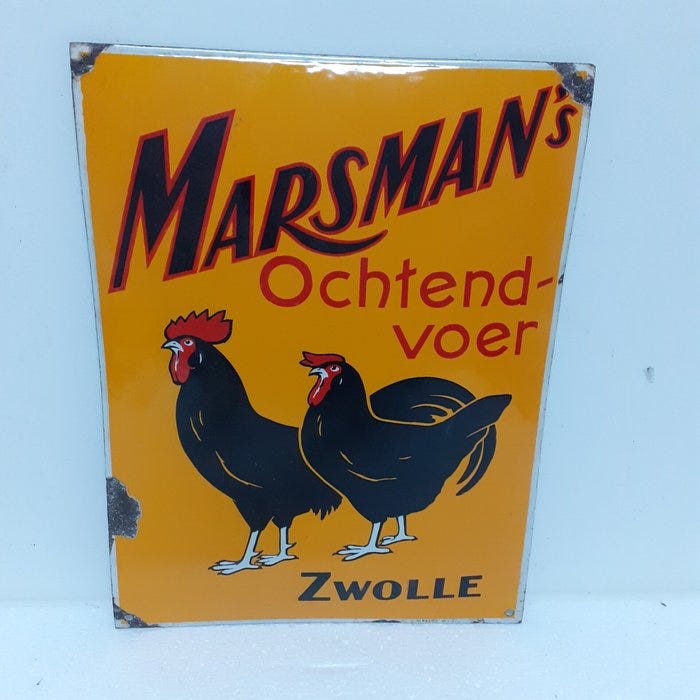 MARSMAN'S
Ochtend-
voer
ZWOLLE